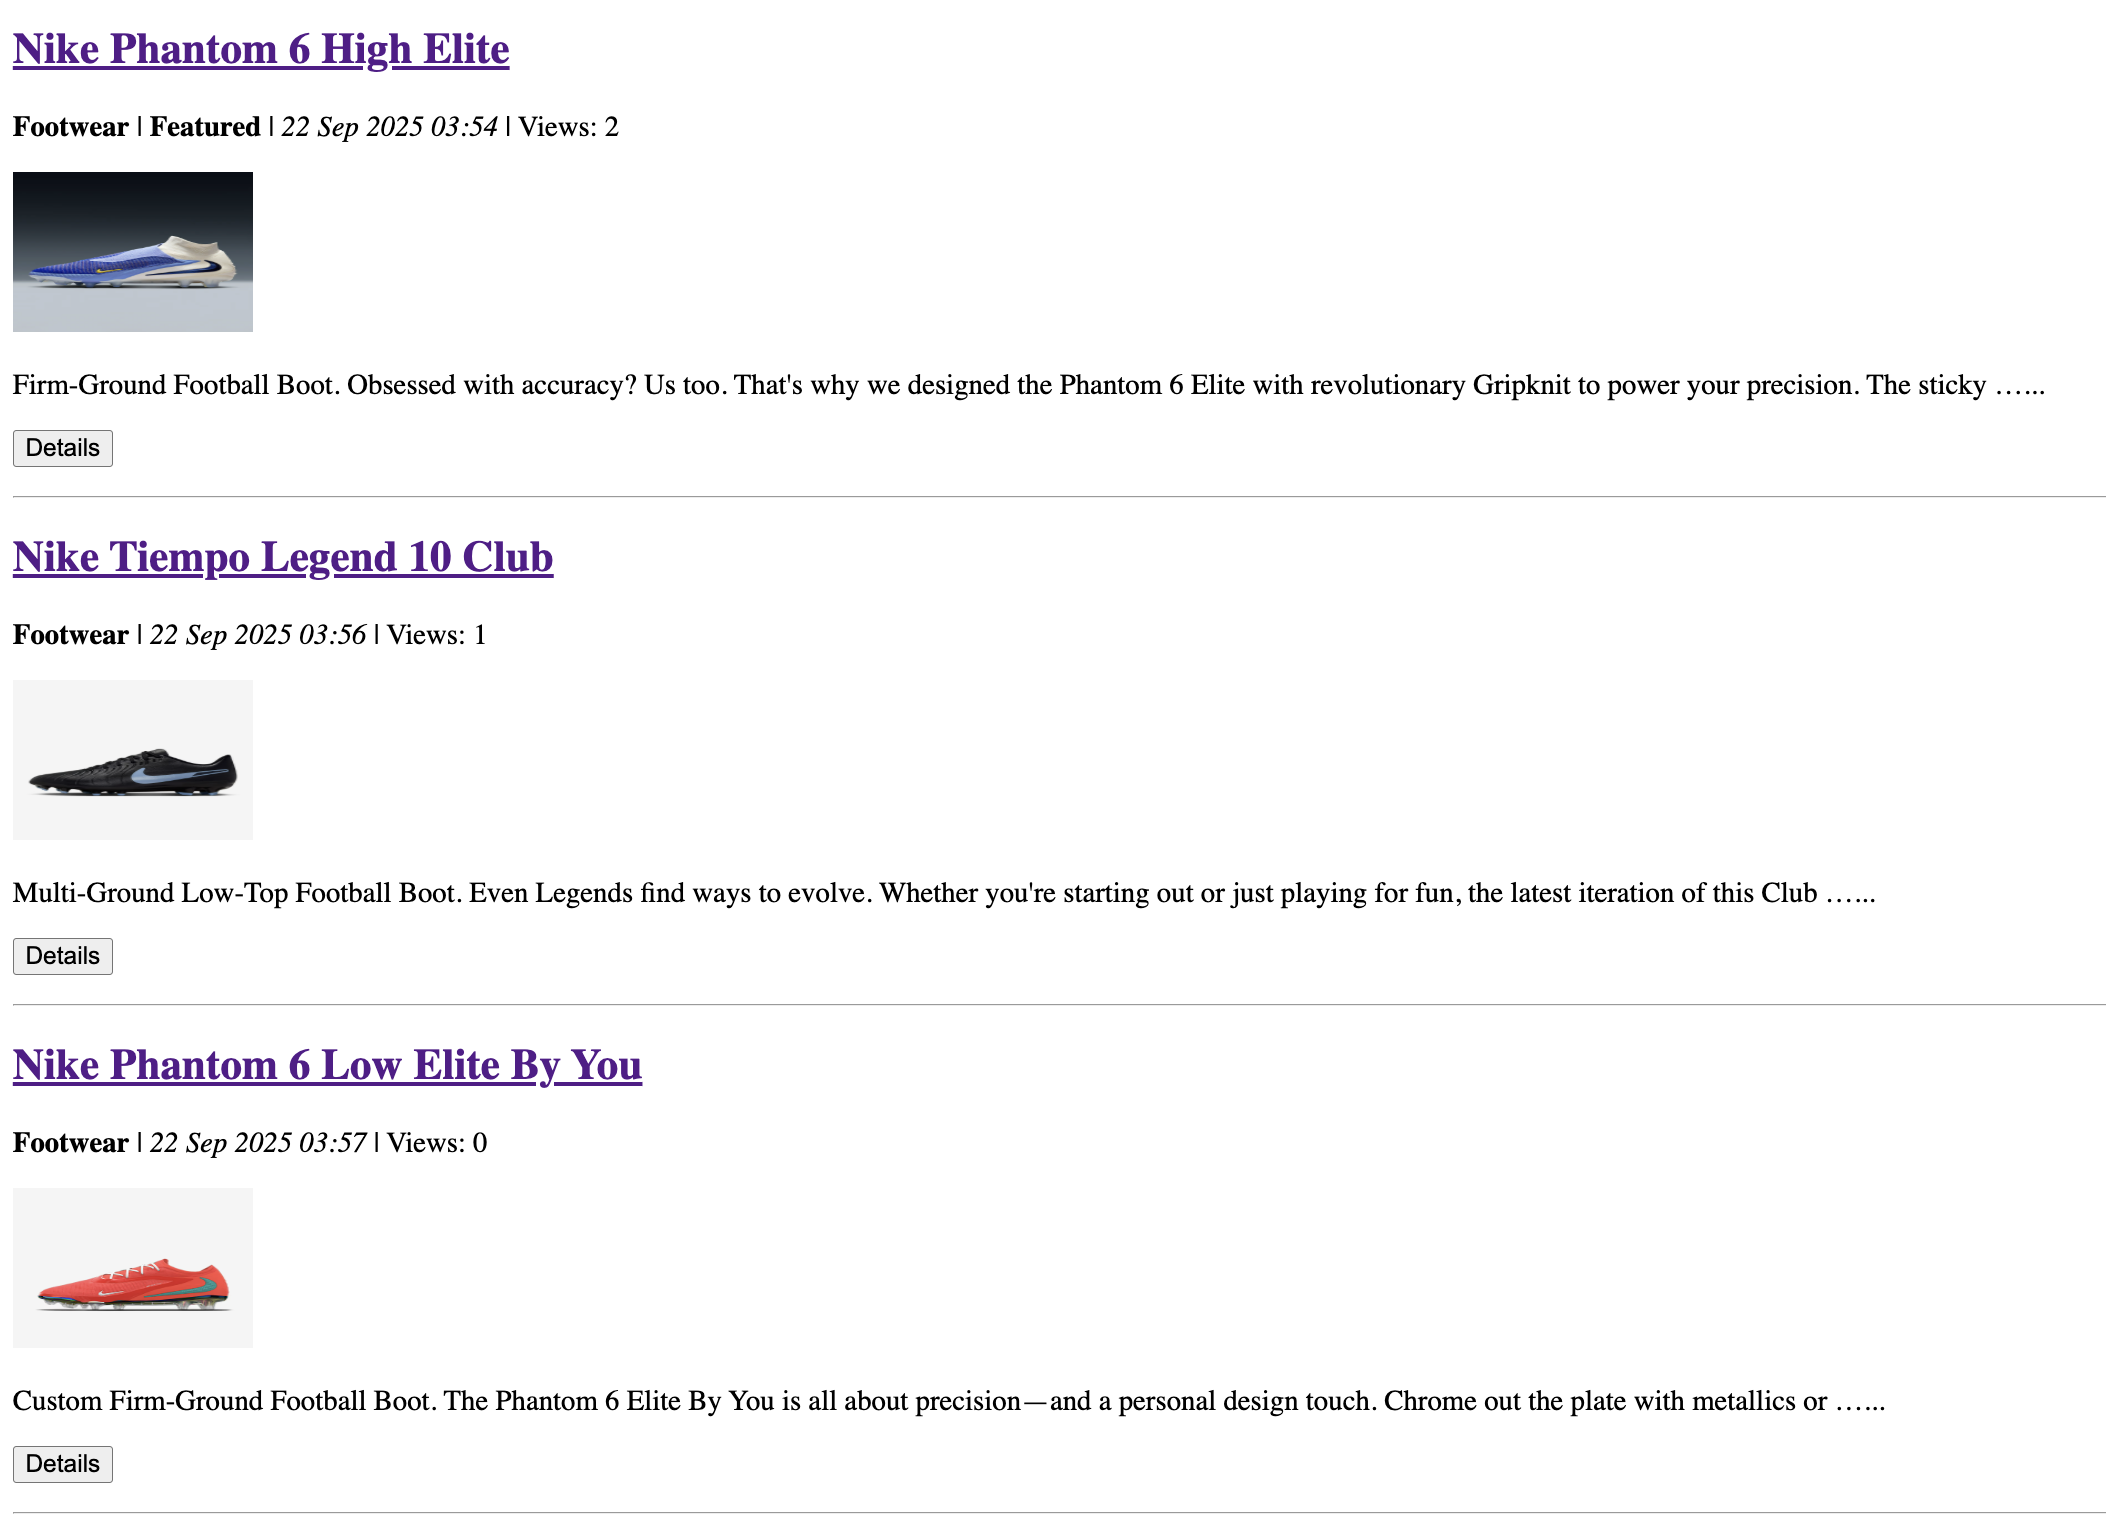 Nike Phantom 6 High Elite
Footwear | Featured | 22 Sep 2025 03:54 | Views: 2
Firm-Ground Football Boot. Obsessed with accuracy? Us too. That's why we designed the Phantom 6 Elite with revolutionary Gripknit to power your precision. The sticky …...
Details
Nike Tiempo Legend 10 Club
Footwear | 22 Sep 2025 03:56 | Views: 1
Multi-Ground Low-Top Football Boot. Even Legends find ways to evolve. Whether you're starting out or just playing for fun, the latest iteration of this Club …...
Details
Nike Phantom 6 Low Elite By You
Footwear | 22 Sep 2025 03:57 | Views: 0
Custom Firm-Ground Football Boot. The Phantom 6 Elite By You is all about precision—and a personal design touch. Chrome out the plate with metallics or …...
Details